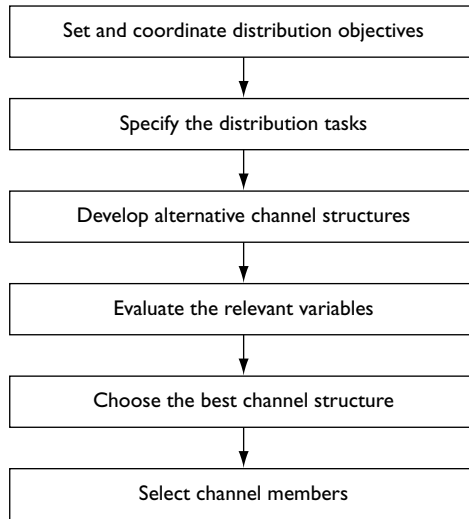 Set and coordinate distribution objectives
Specify the distribution tasks
Develop alternative channel structures
Evaluate the relevant variables
Choose the best channel structure
Select channel members